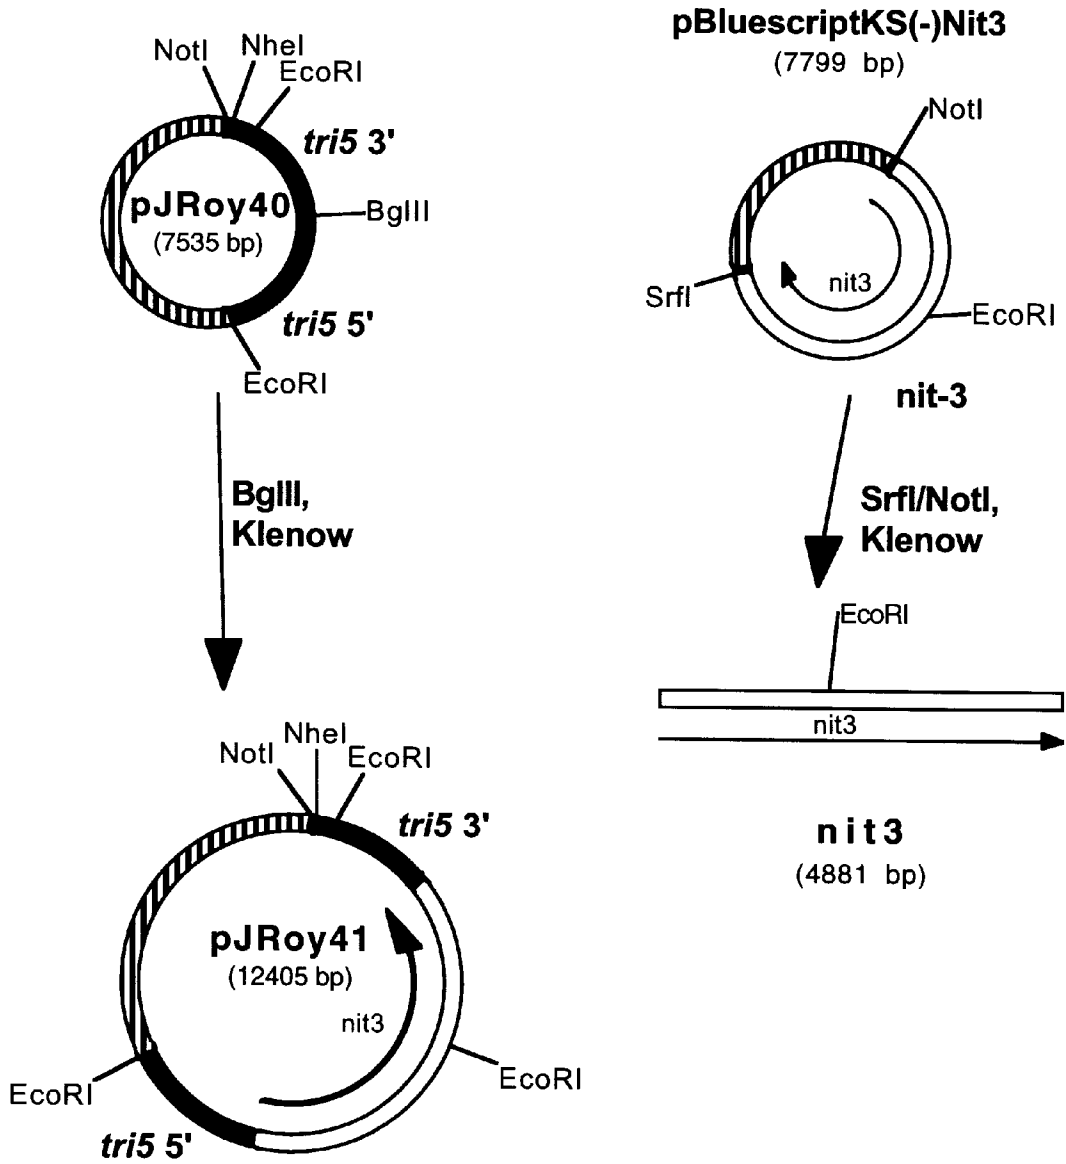 pBluescriptKS(-)Nit3
(7799 bp)
NotI
NheI
EcoRI
tri5 3'
pJRoy40
(7535 bp)
BglII
tri5 5'
EcoRI
NotI
nit3
SrfI
EcoRI
nit-3
BglII,
Klenow
SrfI/NotI,
Klenow
EcoRI
nit3
nit3
(4881 bp)
NotI
NheI
EcoRI
tri5 3'
pJRoy41
(12405 bp)
nit3
EcoRI
EcoRI
tri5 5'